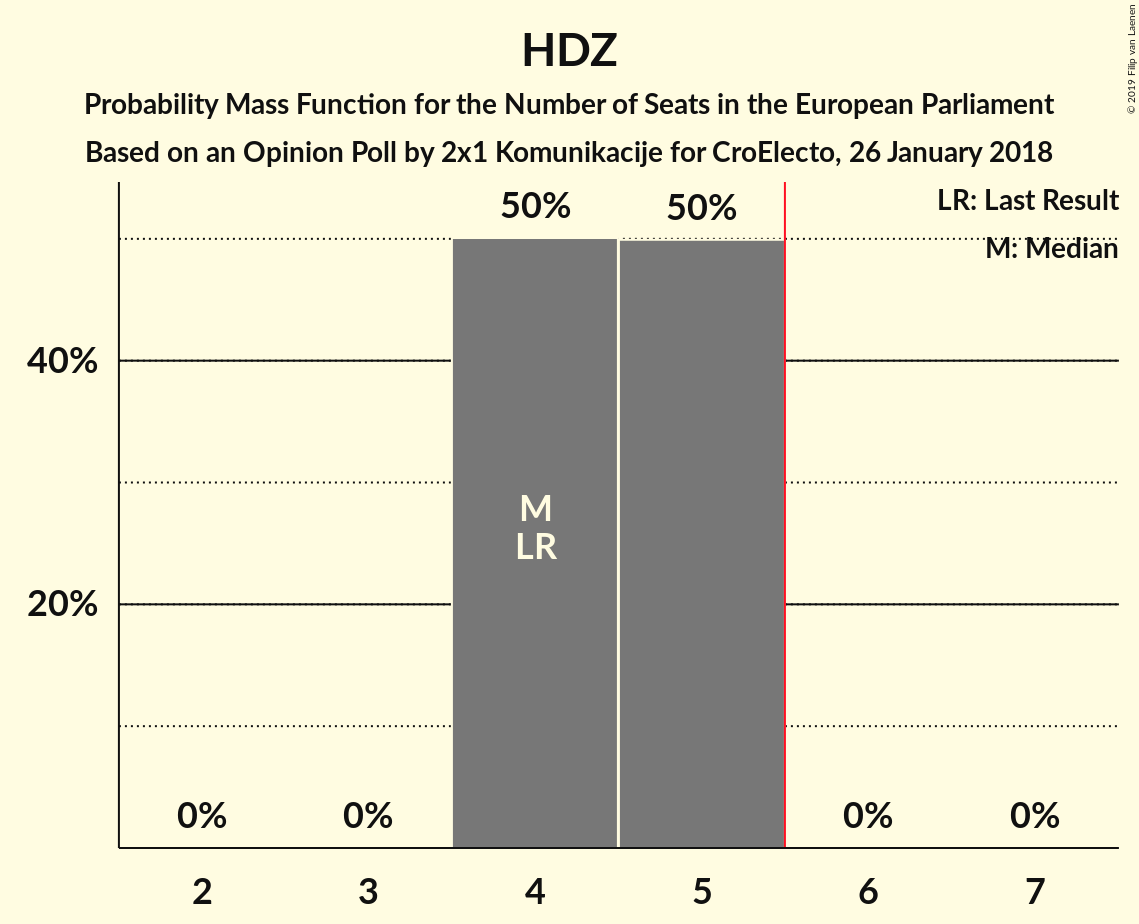 HDZ
Probability Mass Function for the Number of Seats in the European Parliament
Based on an Opinion Poll by 2x1 Komunikacije for CroElecto, 26 January 2018
© 2019 Filip van Laenen
LR: Last Result
M: Median
50%
50%
40%
20%
M
LR
0%
0%
0%
0%
2
3
4
5
6
7